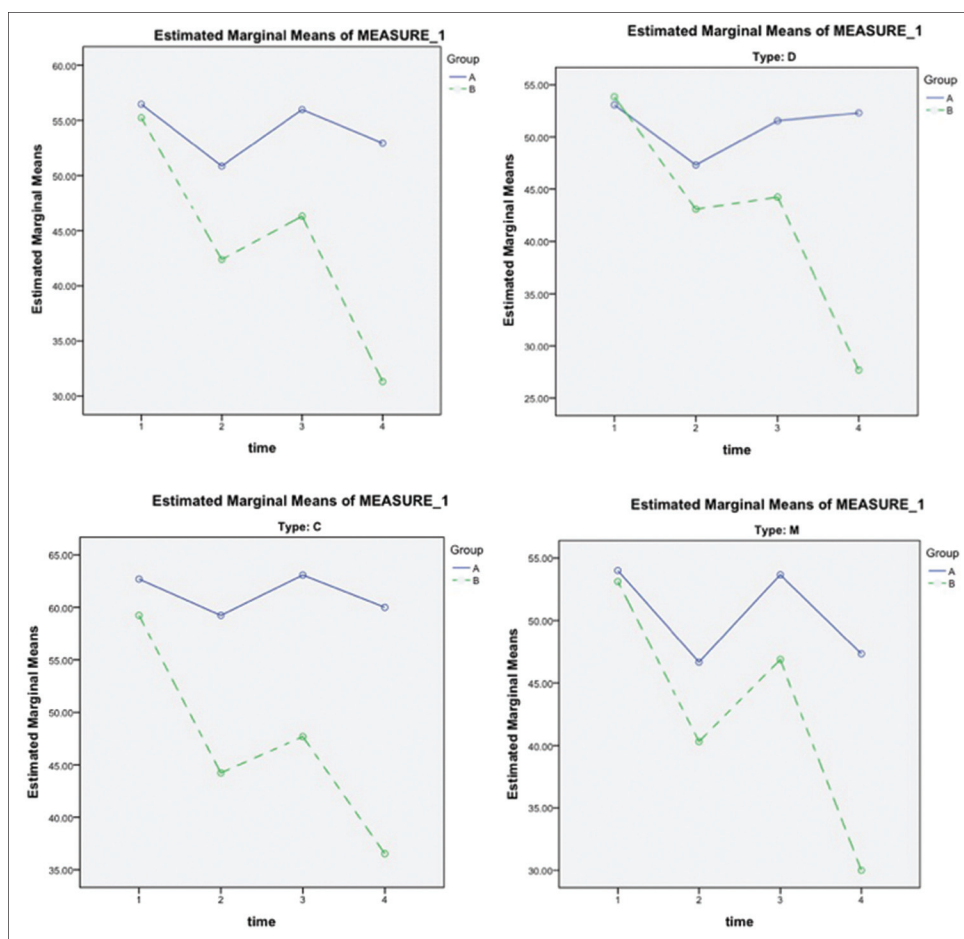 Estimated Marginal Means of MEASURE_1
Group
A
B
Estimated Marginal Means
60.00
55.00
50.00
45.00
40.00
35.00
30.00
1 2 3 4
time
Estimated Marginal Means of MEASURE_1
Type: D
Group
A
B
Estimated Marginal Means
55.00
50.00
45.00
40.00
35.00
30.00
25.00
1 2 3 4
time
Estimated Marginal Means of MEASURE_1
Type: C
Group
A
B
Estimated Marginal Means
65.00
60.00
55.00
50.00
45.00
40.00
35.00
1 2 3 4
time
Estimated Marginal Means of MEASURE_1
Type: M
Group
A
B
Estimated Marginal Means
55.00
50.00
45.00
40.00
35.00
30.00
1 2 3 4
time